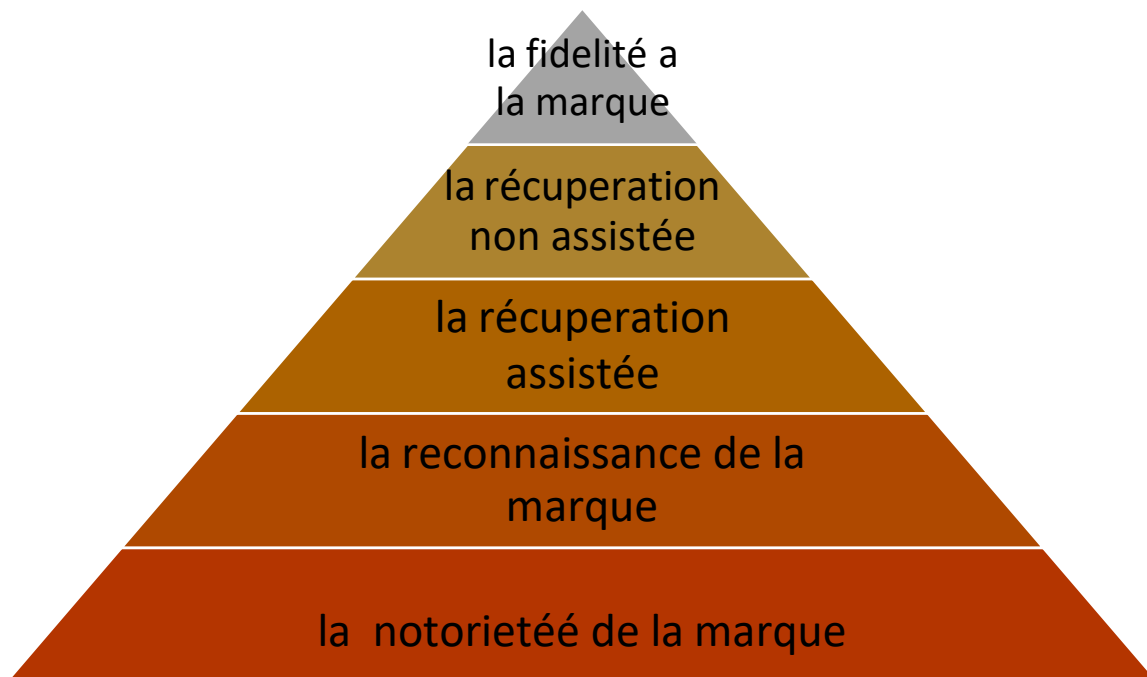 la fidelité a
la marque
la récuperation
non assistée
la récuperation
assistée
la reconnaissance de la
marque
la notorietéé de la marque